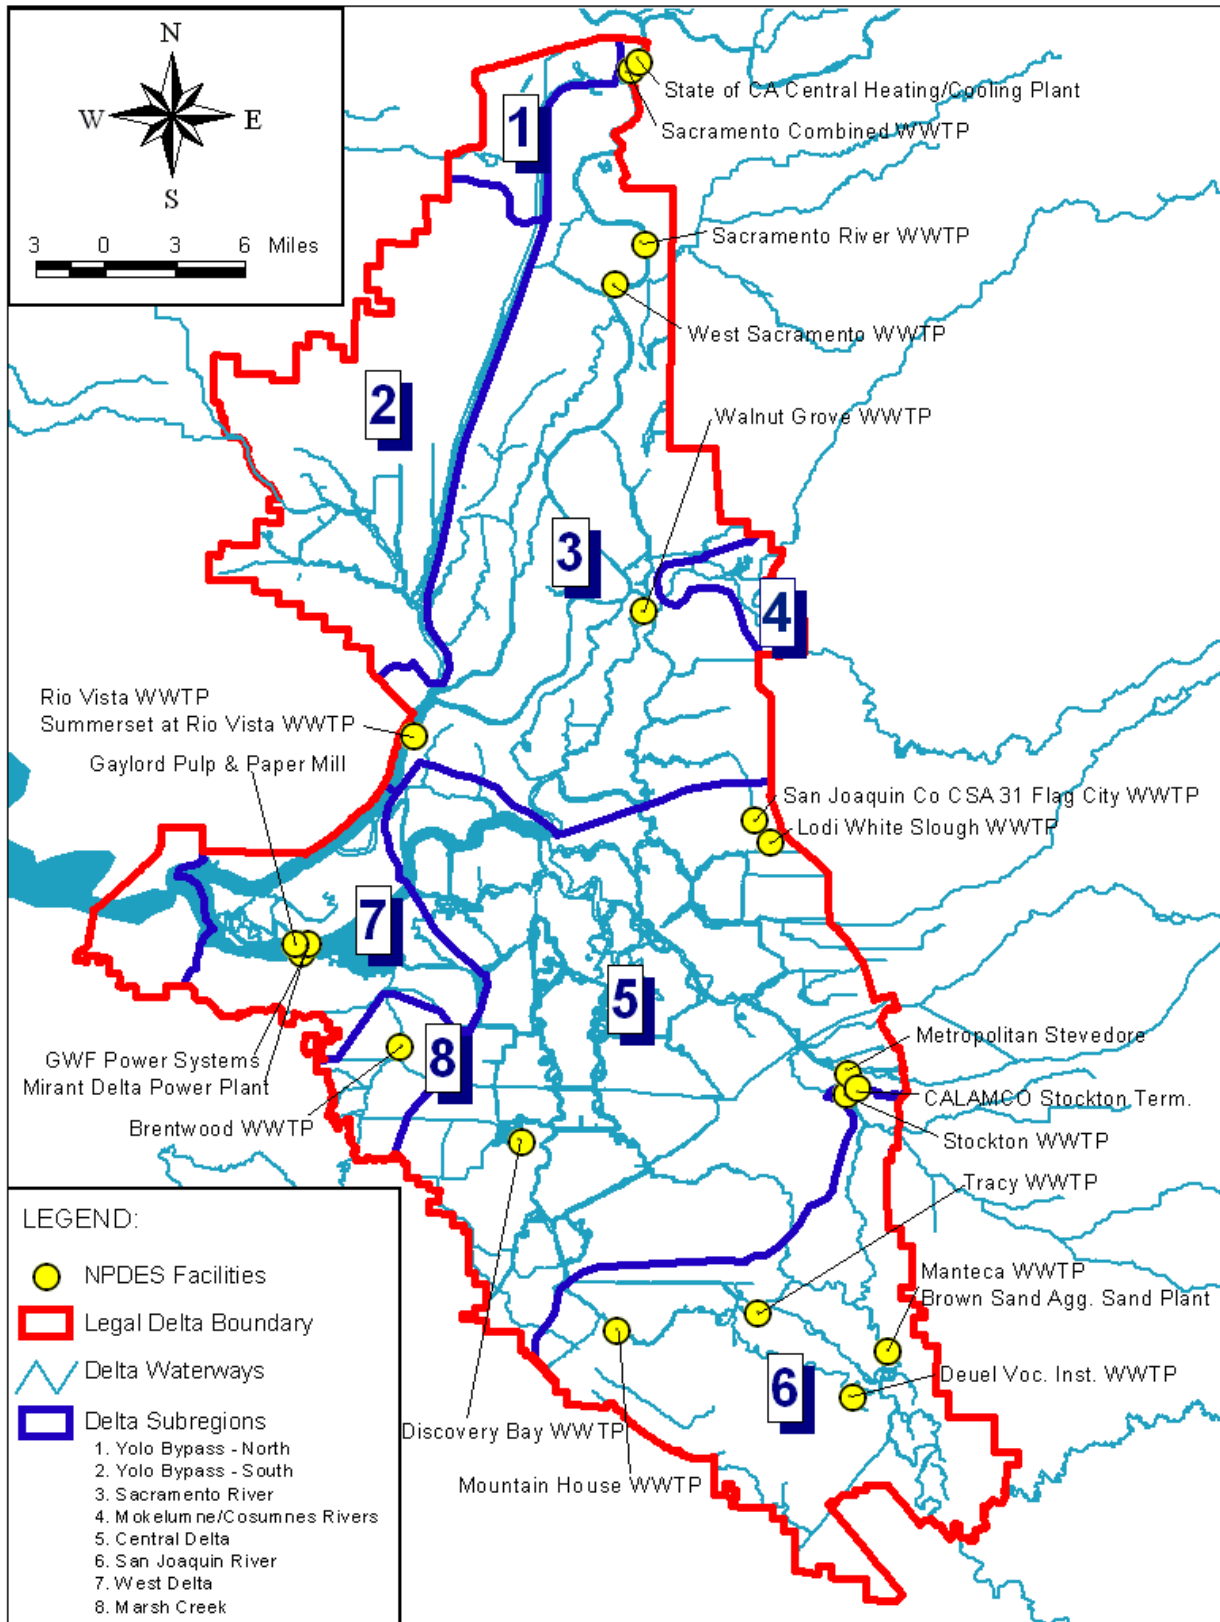 N
W E
S
3 0 3 6 Miles
State of CA Central Heating/Cooling Plant
1
Sacramento Combined WWTP
Sacramento River WWTP
West Sacramento WWTP
2
Walnut Grove WWTP
3
4
Rio Vista WWTP
Summerset at Rio Vista WWTP
Gaylord Pulp & Paper Mill
San Joaquin Co CSA 31 Flag City WWTP
Lodi White Slough WWTP
7
5
Metropolitan Stevedore
8
GWF Power Systems
Mirant Delta Power Plant
CALAMCO Stockton Term.
Brentwood WWTP
Stockton WWTP
Tracy WWTP
Manteca WWTP
Brown Sand Agg. Sand Plant
Deuel Voc. Inst. WWTP
6
Discovery Bay WWTP
Mountain House WWTP
LEGEND:
NPDES Facilities
Legal Delta Boundary
Delta Waterways
Delta Subregions
1. Yolo Bypass - North
2. Yolo Bypass - South
3. Sacramento River
4. Mokelumne/Cosumnes Rivers
5. Central Delta
6. San Joaquin River
7. West Delta
8. Marsh Creek